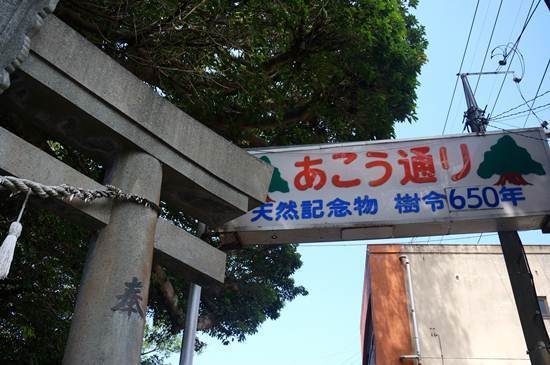 あこう通り
天然記念物 樹令650年
奉